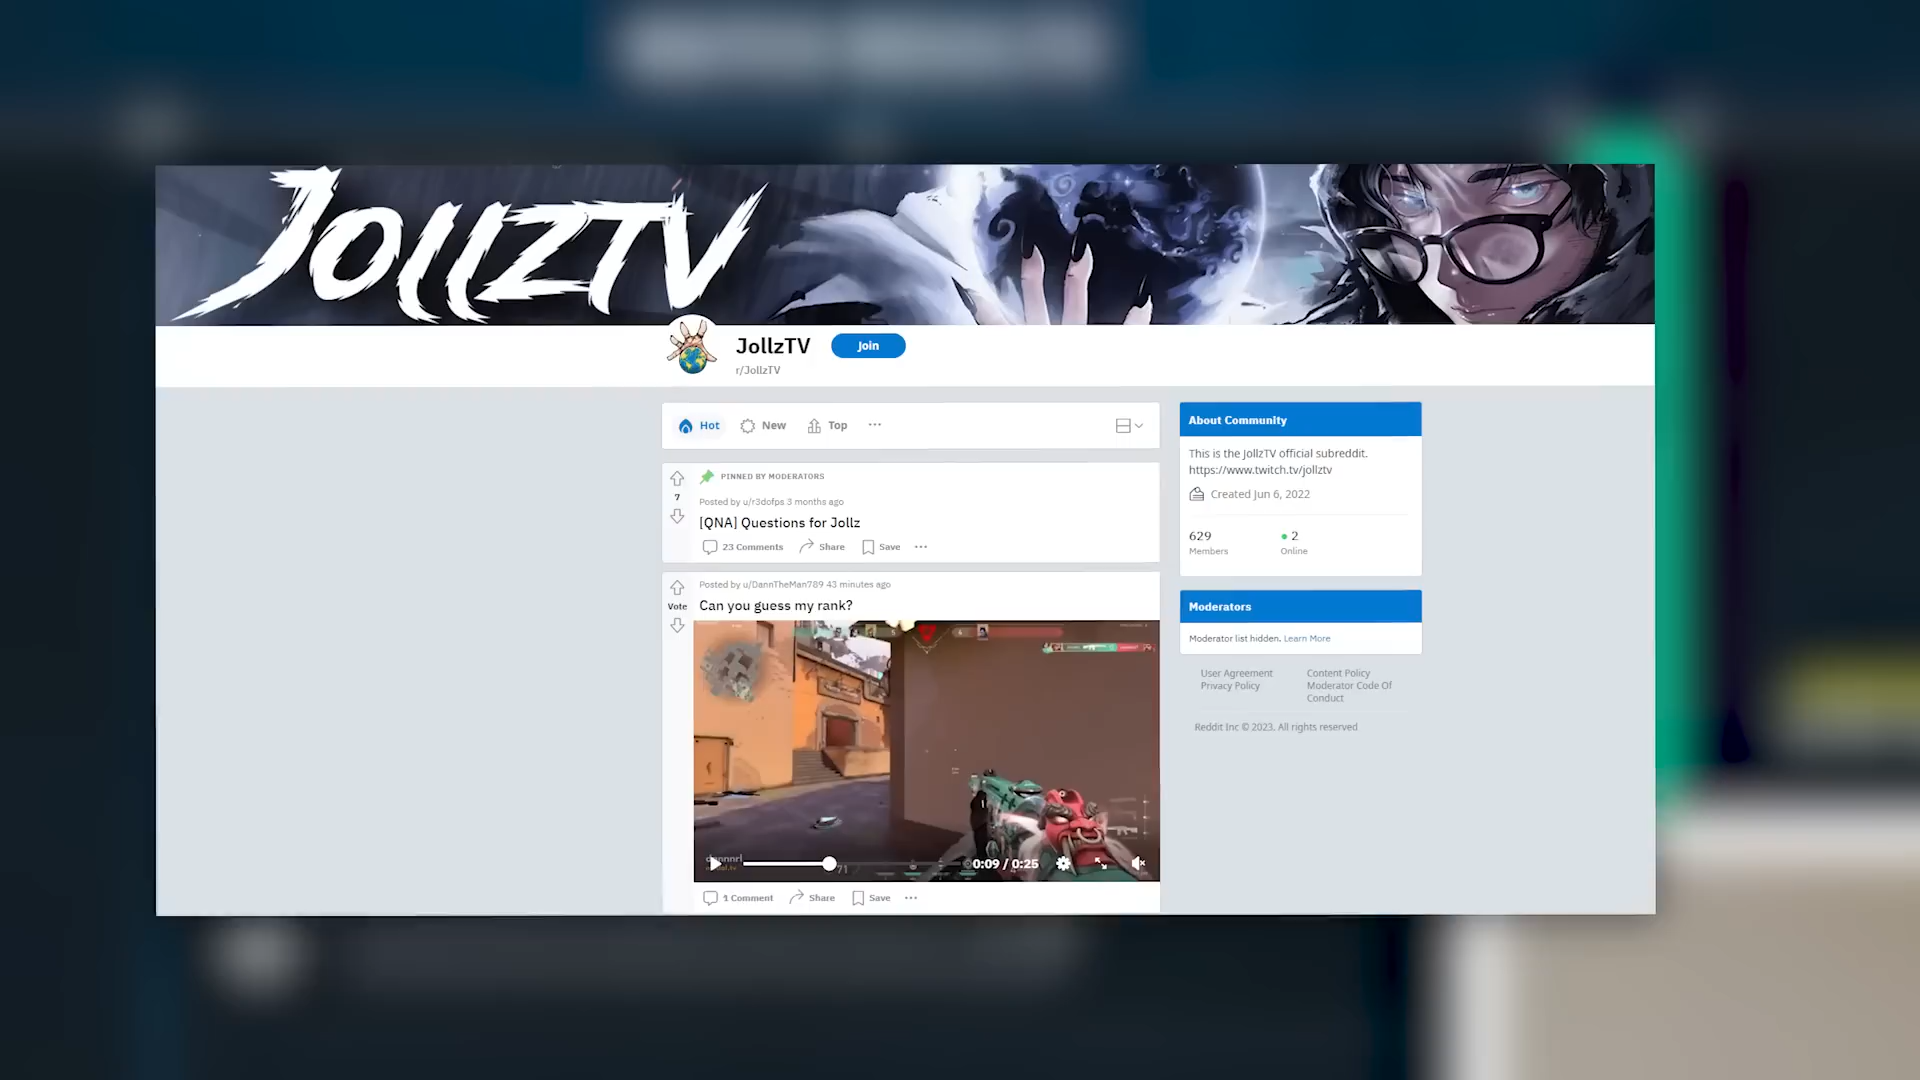 JollzTV
JollzTV
Join
r/JollzTV
Hot
New
Top
PINNED BY MODERATORS
7
Posted by u/r3dofps 3 months ago
[QNA] Questions for Jollz
23 Comments
Share
Save
Posted by u/DannTheMan789 43 minutes ago
Vote
Can you guess my rank?
5
6
71
0:09 / 0:25
1 Comment
Share
Save
About Community
This is the JollzTV official subreddit.
https://www.twitch.tv/jollztv
Created Jun 6, 2022
629
2
Members
Online
Moderators
Moderator list hidden. Learn More
User Agreement
Privacy Policy
Content Policy
Moderator Code Of
Conduct
Reddit Inc © 2023. All rights reserved